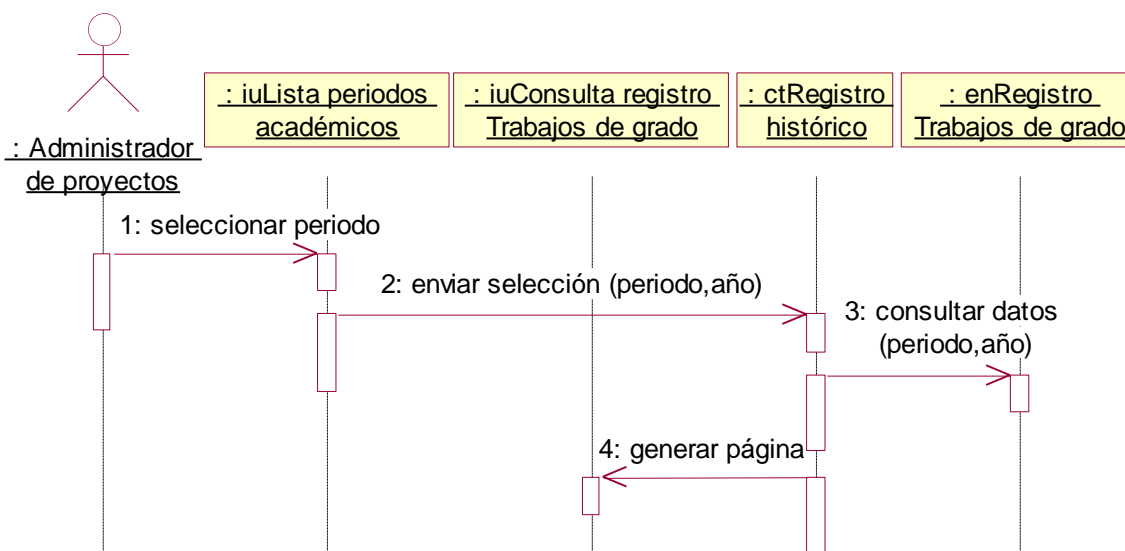 : iuLista periodos
académicos
: iuConsulta registro
Trabajos de grado
: ctRegistro
histórico
: enRegistro
Trabajos de grado
: Administrador
de proyectos
1: seleccionar periodo
2: enviar selección (periodo,año)
3: consultar datos
(periodo,año)
4: generar página